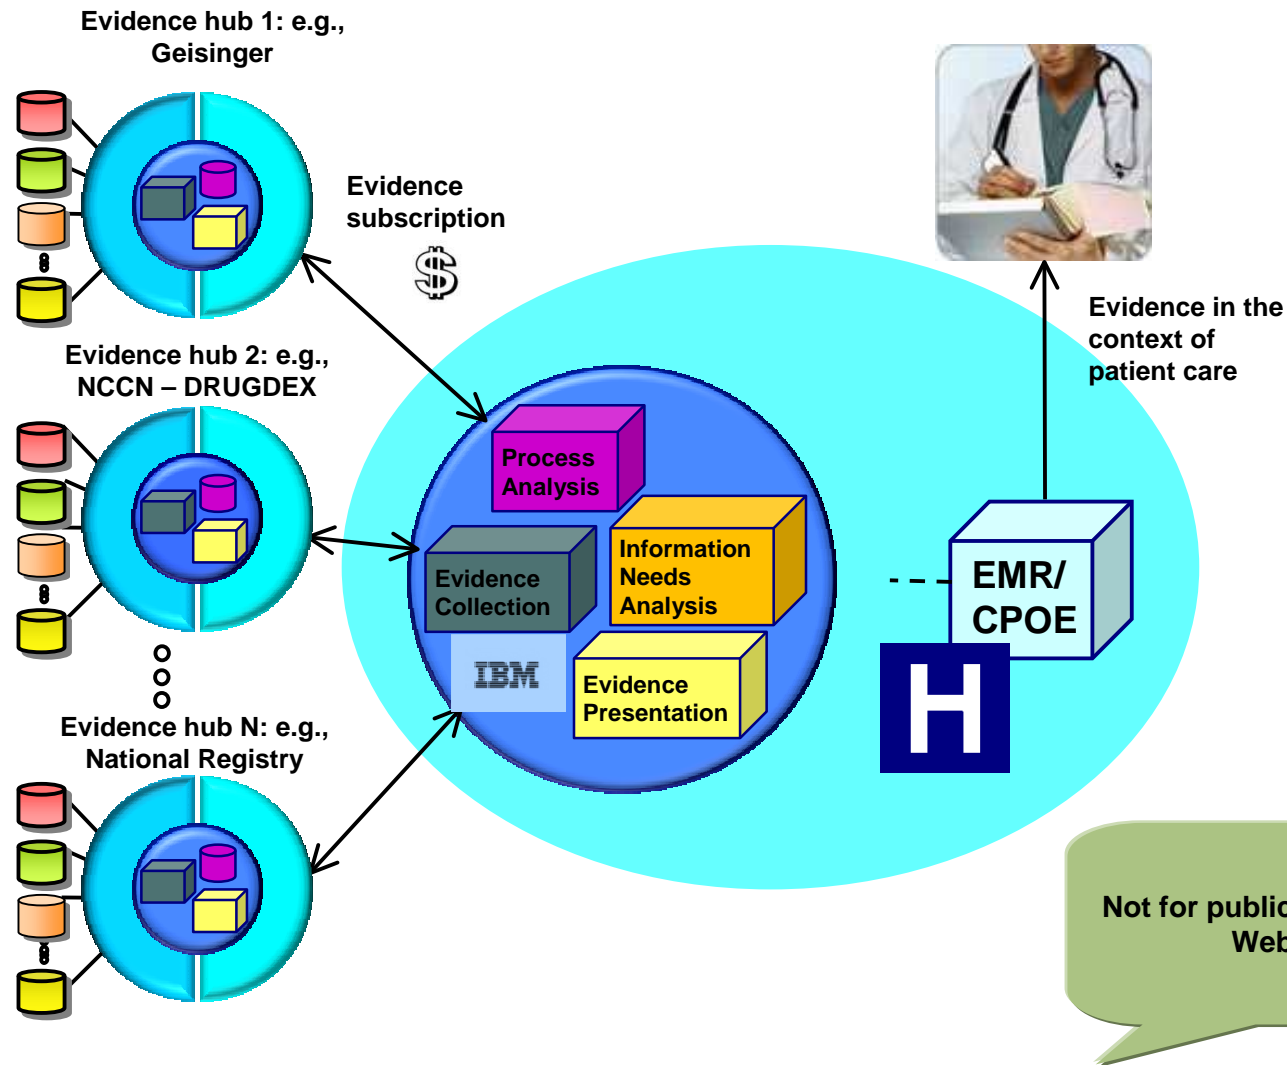 Evidence hub 1: e.g.,
Geisinger
Evidence
subscription
$
Evidence in the
context of
patient care
Evidence hub 2: e.g.,
NCCN – DRUGDEX
Process
Analysis
Information
Needs
Analysis
Evidence
Collection
IBM
Evidence
Presentation
EMR/
CPOE
H
Evidence hub N: e.g.,
National Registry
Not for public
Web